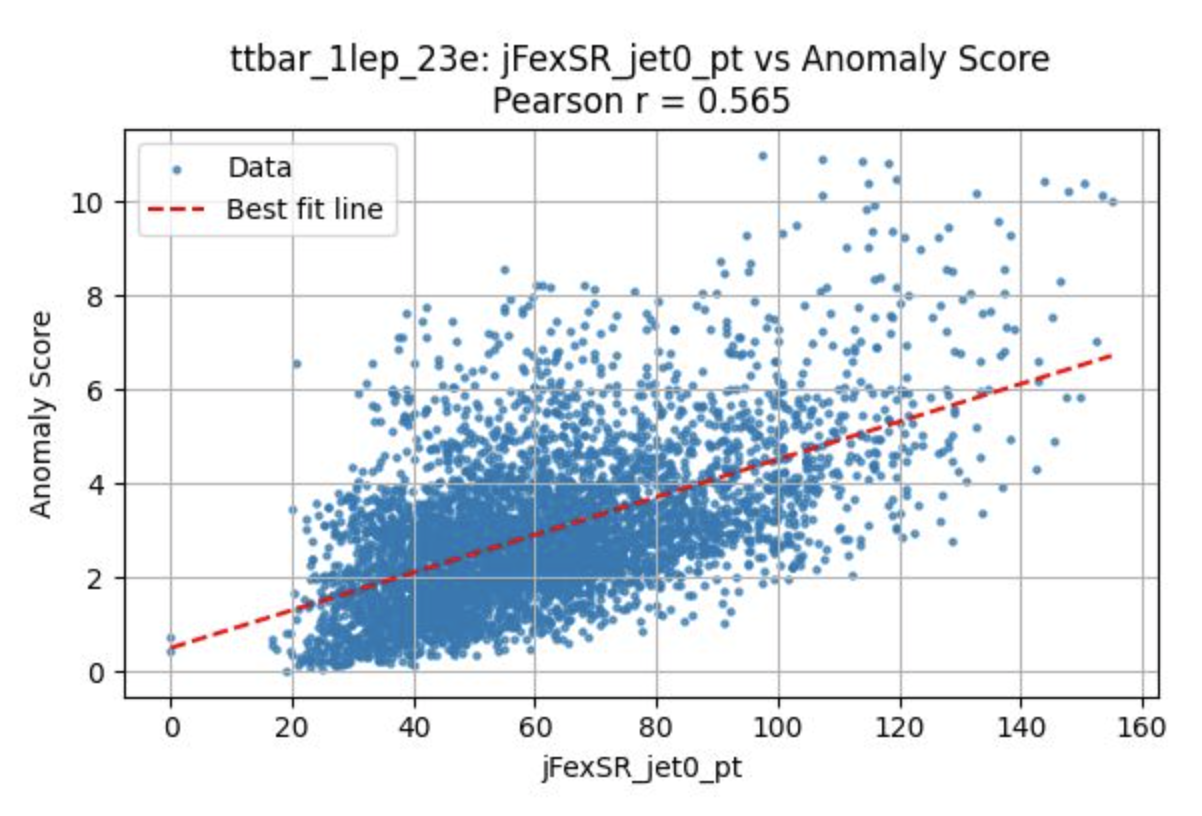 ttbar_1lep_23e: jFexSR_jet0_pt vs Anomaly Score
Pearson r = 0.565
Data
Best fit line
Anomaly Score
10
8
6
4
2
0
0 20 40 60 80 100 120 140 160
jFexSR_jet0_pt